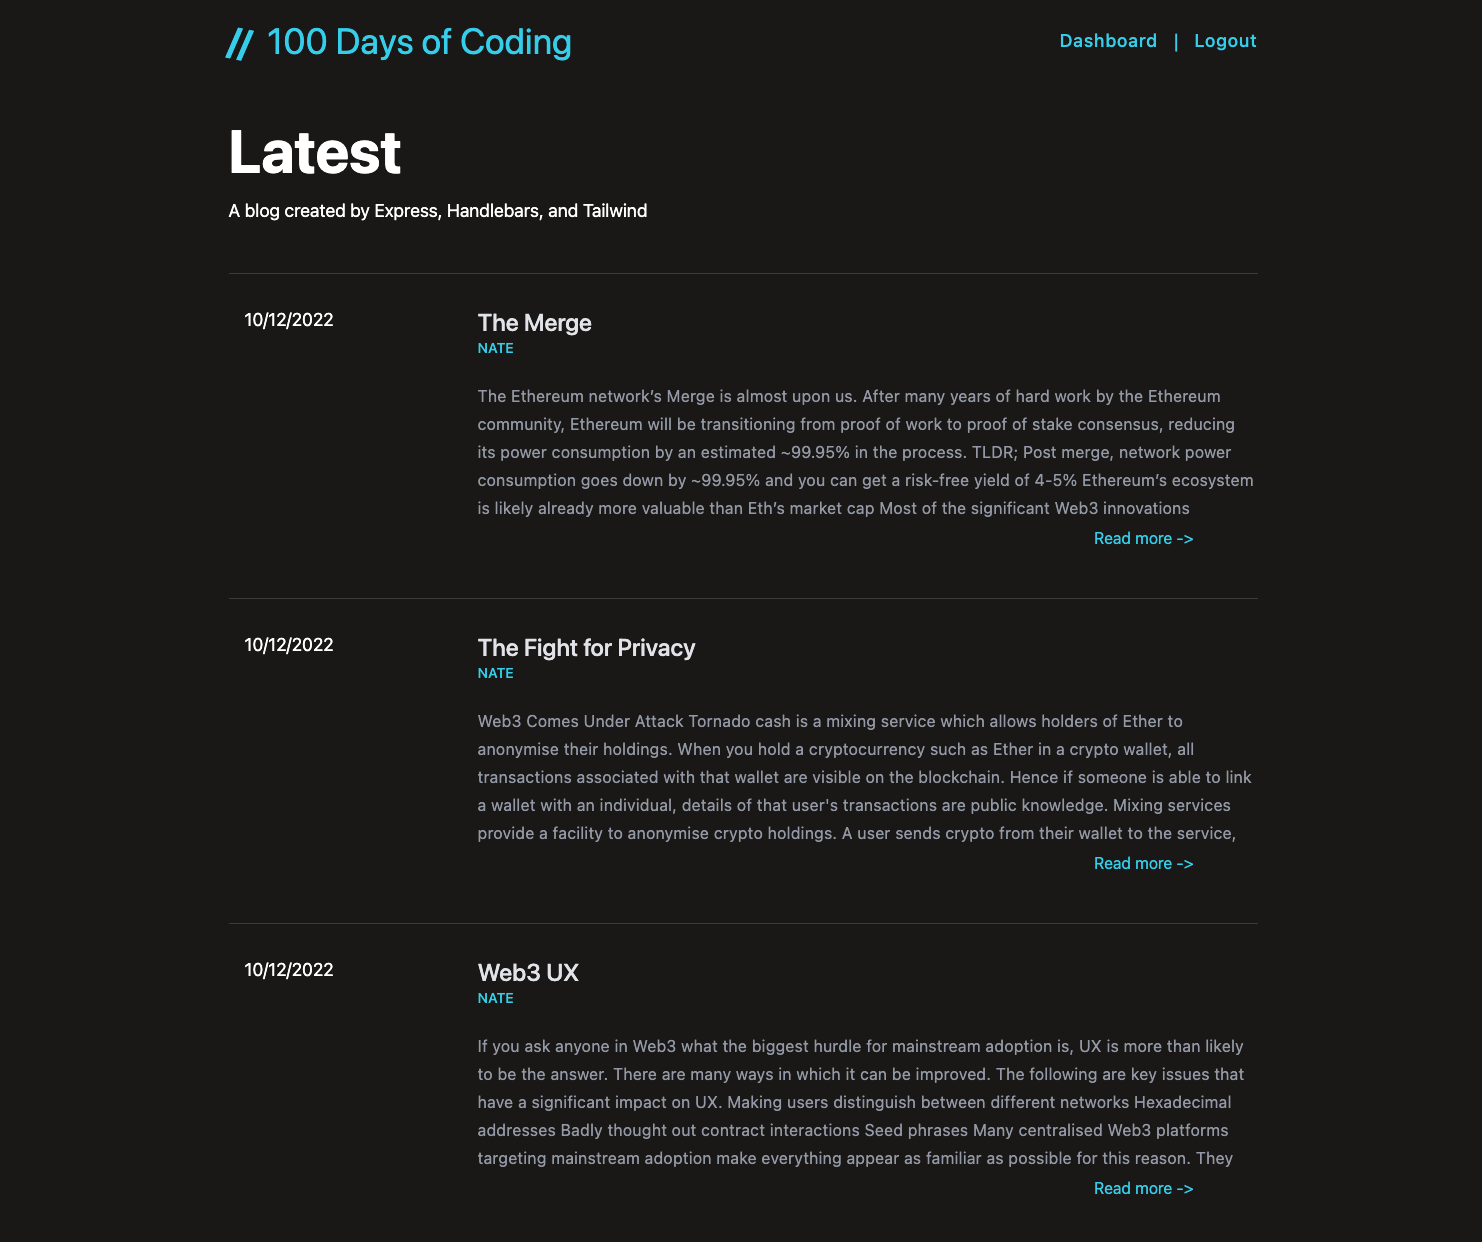 // 100 Days of Coding
Dashboard | Logout
Latest
A blog created by Express, Handlebars, and Tailwind
10/12/2022
The Merge
NATE
The Ethereum network’s Merge is almost upon us. After many years of hard work by the Ethereum
community, Ethereum will be transitioning from proof of work to proof of stake consensus, reducing
its power consumption by an estimated ~99.95% in the process. TLDR; Post merge, network power
consumption goes down by ~99.95% and you can get a risk-free yield of 4-5% Ethereum’s ecosystem
is likely already more valuable than Eth’s market cap Most of the significant Web3 innovations
Read more ->
10/12/2022
The Fight for Privacy
NATE
Web3 Comes Under Attack Tornado cash is a mixing service which allows holders of Ether to
anonymise their holdings. When you hold a cryptocurrency such as Ether in a crypto wallet, all
transactions associated with that wallet are visible on the blockchain. Hence if someone is able to link
a wallet with an individual, details of that user's transactions are public knowledge. Mixing services
provide a facility to anonymise crypto holdings. A user sends crypto from their wallet to the service,
Read more ->
10/12/2022
Web3 UX
NATE
If you ask anyone in Web3 what the biggest hurdle for mainstream adoption is, UX is more than likely
to be the answer. There are many ways in which it can be improved. The following are key issues that
have a significant impact on UX. Making users distinguish between different networks Hexadecimal
addresses Badly thought out contract interactions Seed phrases Many centralised Web3 platforms
targeting mainstream adoption make everything appear as familiar as possible for this reason. They
Read more ->